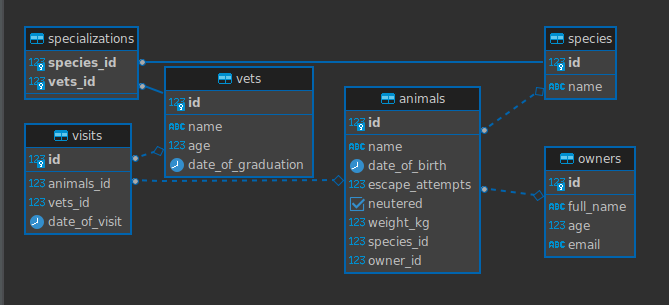 specializations
123 species_id
123 vets_id
vets
123 id
ABC name
123 age
date_of_graduation
visits
123 id
123 animals_id
123 vets_id
date_of_visit
animals
123 id
ABC name
date_of_birth
123 escape_attempts
neutered
123 weight_kg
123 species_id
123 owner_id
species
123 id
ABC name
owners
123 id
ABC full_name
123 age
ABC email